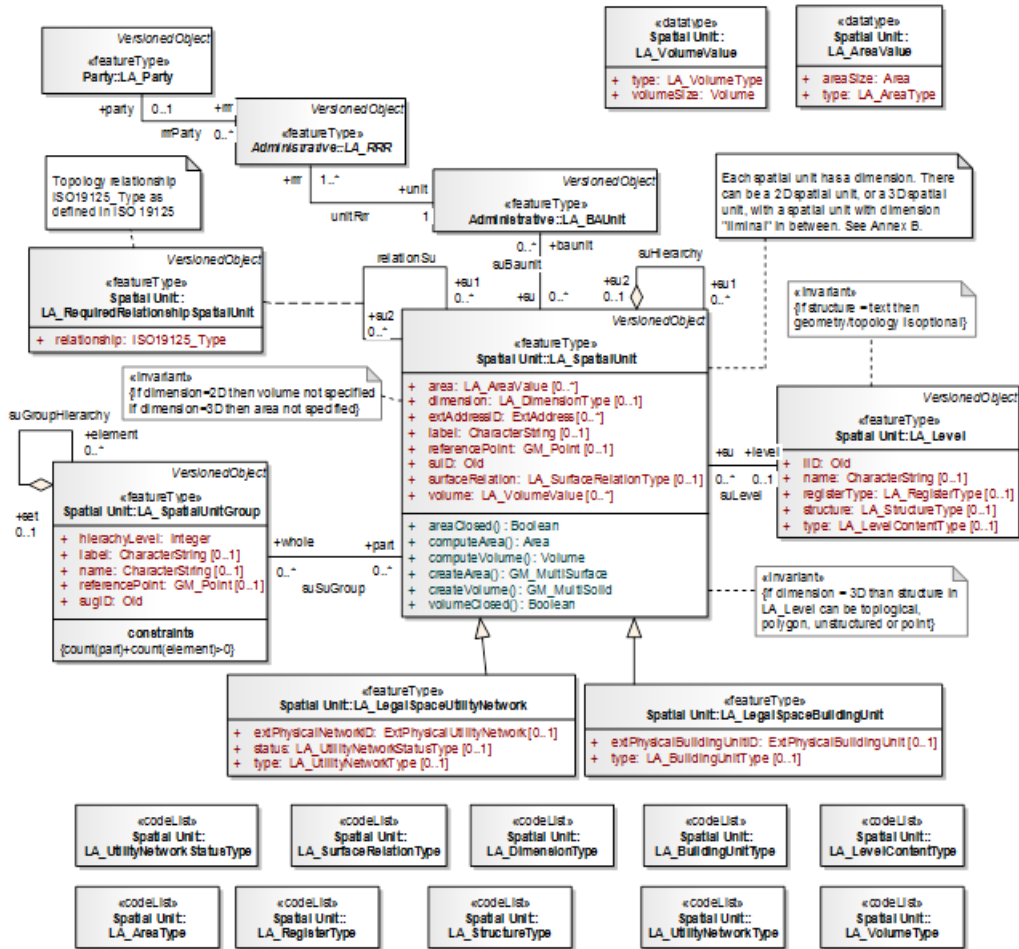 VersionedObject
«featureType»
Party::LA_Party
+party
0..1
+rrr
rrrParty
0..*
VersionedObject
«featureType»
Administrative::LA_RRR
+rrr
1..*
unitRrr
+unit
1
VersionedObject
«featureType»
Administrative::LA_BAUnit
0..*
+baunit
suBaunit
+su
0..*
«datatype»
Spatial Unit::
LA_VolumeValue
+ type: LA_VolumeType
+ volumeSize: Volume
«datatype»
Spatial Unit::
LA_AreaValue
+ areaSize: Area
+ type: LA_AreaType
Topology relationship
ISO19125_Type as
defined in ISO 19125
Each spatial unit has a dimension. There
can be a 2D spatial unit, or a 3D spatial
unit, with a spatial unit with dimension
"liminal" in between. See Annex B.
VersionedObject
«featureType»
Spatial Unit::
LA_RequiredRelationshipSpatialUnit
+ relationship: ISO19125_Type
relationSu
+su1
0..*
+su2
0..*
suHierarchy
+su2
0..1
+su1
0..*
«invariant»
{if structure = text then
geometry/topology is optional}
«invariant»
{if dimension=2D then volume not specified
if dimension=3D then area not specified}
VersionedObject
«featureType»
Spatial Unit::LA_SpatialUnit
+ area: LA_AreaValue [0..*]
+ dimension: LA_DimensionType [0..1]
+ extAddressID: ExtAddress [0..*]
+ label: CharacterString [0..1]
+ referencePoint: GM_Point [0..1]
+ suID: Oid
+ surfaceRelation: LA_SurfaceRelationType [0..1]
+ volume: LA_VolumeValue [0..*]
+ areaClosed() : Boolean
+ computeArea() : Area
+ computeVolume() : Volume
+ createArea() : GM_MultiSurface
+ createVolume() : GM_MultiSolid
+ volumeClosed() : Boolean
VersionedObject
«featureType»
Spatial Unit::LA_Level
+ lID: Oid
+ name: CharacterString [0..1]
+ registerType: LA_RegisterType [0..1]
+ structure: LA_StructureType [0..1]
+ type: LA_LevelContentType [0..1]
+su
+level
0..*
0..1
suLevel
suGroupHierarchy
+element
0..*
+set
0..1
VersionedObject
«featureType»
Spatial Unit::LA_SpatialUnitGroup
+ hierachyLevel: Integer
+ label: CharacterString [0..1]
+ name: CharacterString [0..1]
+ referencePoint: GM_Point [0..1]
+ sugID: Oid
constraints
{count(part)+count(element)>0}
+whole
+part
0..*
0..*
suSuGroup
«invariant»
{if dimension = 3D than structure in
LA_Level can be toplogical,
polygon, unstructured or point}
«featureType»
Spatial Unit::LA_LegalSpaceUtilityNetwork
+ extPhysicalNetworkID: ExtPhysicalUtilityNetwork [0..1]
+ status: LA_UtilityNetworkStatusType [0..1]
+ type: LA_UtilityNetworkType [0..1]
«featureType»
Spatial Unit::LA_LegalSpaceBuildingUnit
+ extPhysicalBuildingUnitID: ExtPhysicalBuildingUnit [0..1]
+ type: LA_BuildingUnitType [0..1]
«codeList»
Spatial Unit::
LA_UtilityNetworkStatusType
«codeList»
Spatial Unit::
LA_SurfaceRelationType
«codeList»
Spatial Unit::
LA_DimensionType
«codeList»
Spatial Unit::
LA_BuildingUnitType
«codeList»
Spatial Unit::
LA_LevelContentType
«codeList»
Spatial Unit::
LA_AreaType
«codeList»
Spatial Unit::
LA_RegisterType
«codeList»
Spatial Unit::
LA_StructureType
«codeList»
Spatial Unit::
LA_UtilityNetworkType
«codeList»
Spatial Unit::
LA_VolumeType